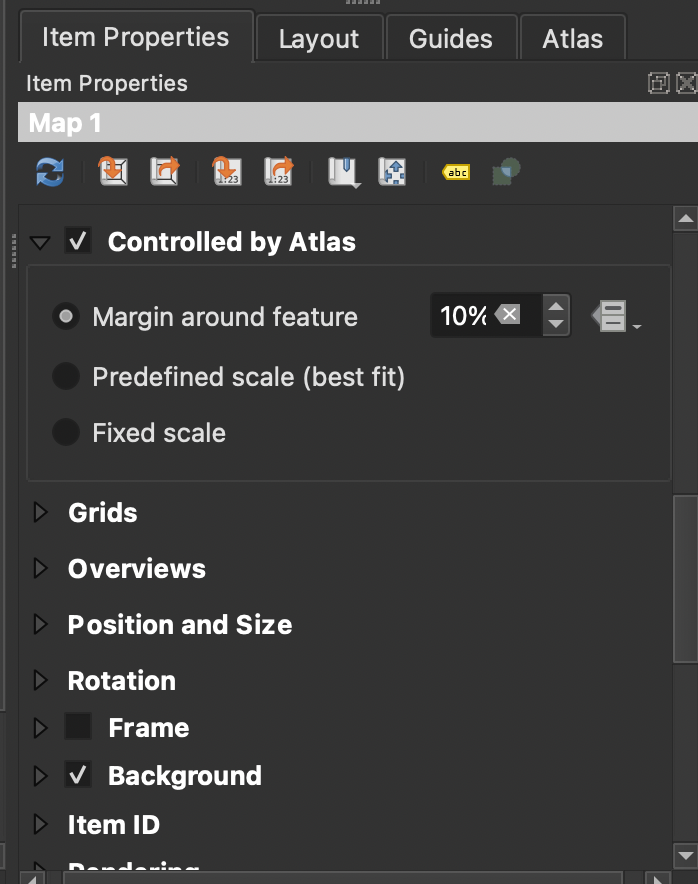 Item Properties Layout Guides Atlas
Item Properties
Map 1
1:23 1:23 abc
Controlled by Atlas
Margin around feature 10%
Predefined scale (best fit)
Fixed scale
Grids
Overviews
Position and Size
Rotation
Frame
Background
Item ID
Rendering